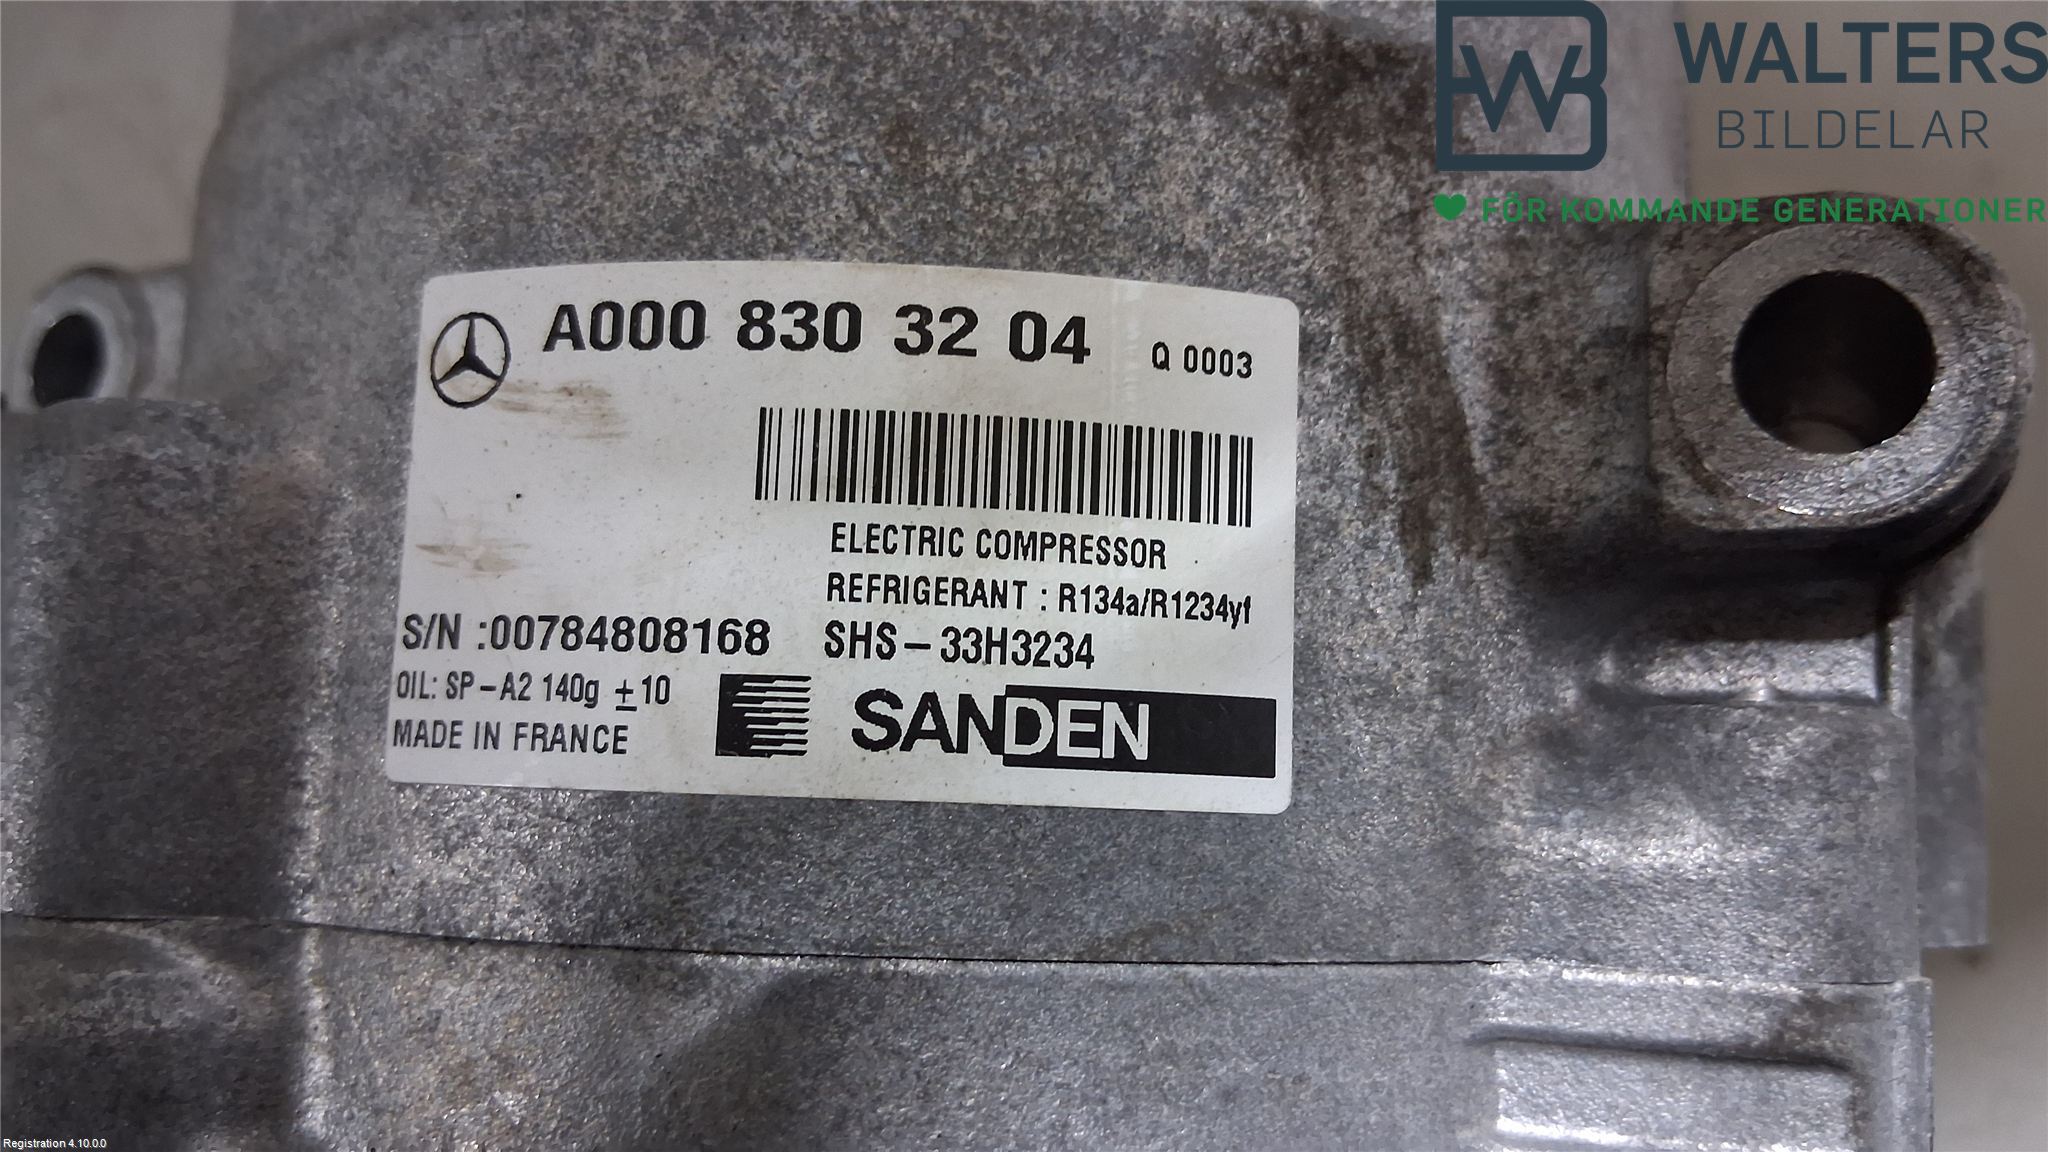 WALTERS
BILDELAR
FÖR KOMMANDE GENERATIONER
A000 830 32 04 Q 0003
ELECTRIC COMPRESSOR
REFRIGERANT : R134a/R1234yf
S/N :00784808168 SHS-33H3234
OIL: SP-A2 140g ±10
MADE IN FRANCE
SANDEN
Registration 4.10.0.0